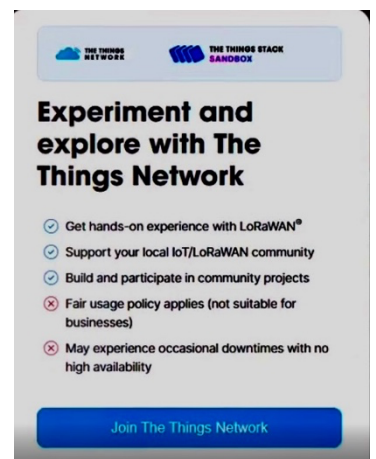 THE THINGS
NETWORK
THE THINGS STACK
SANDBOX
Experiment and
explore with The
Things Network
Get hands-on experience with LoRaWAN®
Support your local IoT/LoRaWAN community
Build and participate in community projects
Fair usage policy applies (not suitable for
businesses)
May experience occasional downtimes with no
high availability
Join The Things Network